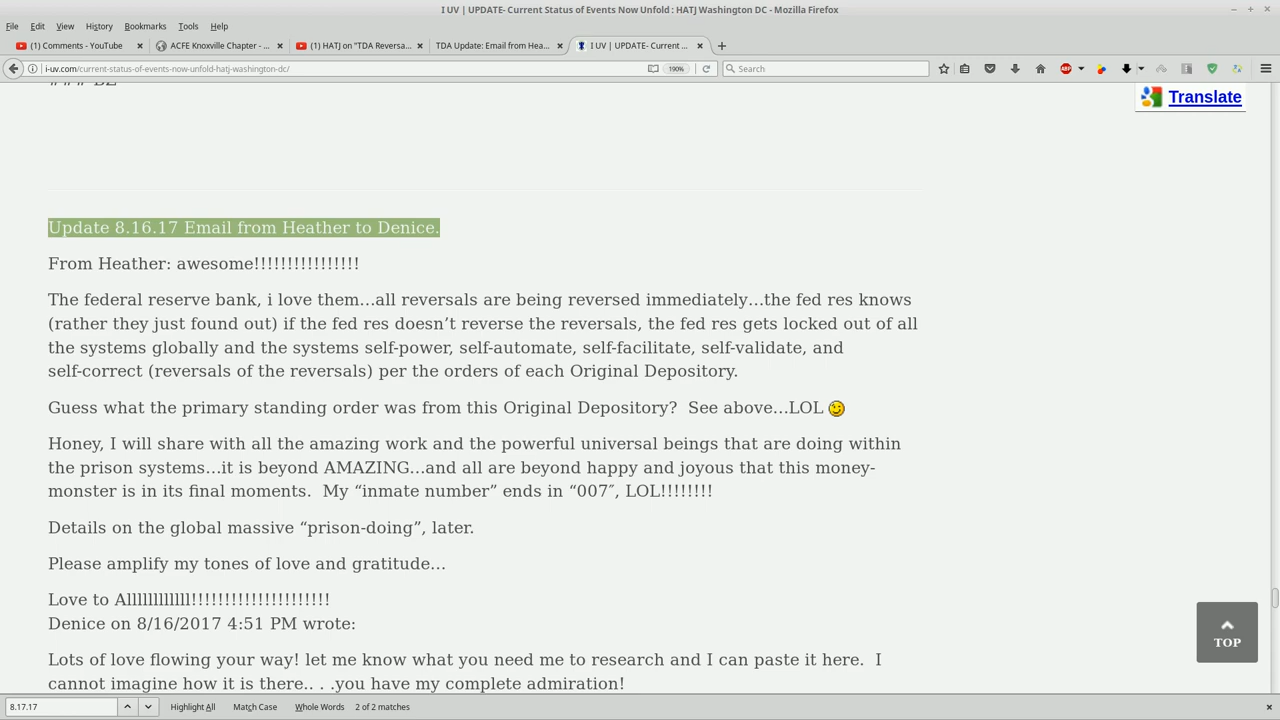 I UV | UPDATE- Current Status of Events Now Unfold : HATJ Washington DC - Mozilla Firefox
File Edit View History Bookmarks Tools Help
(1) Comments - YouTube
ACFE Knoxville Chapter - ...
(1) HATJ on "TDA Reversa...
TDA Update: Email from Hea...
I UV | UPDATE- Current ...
i-uv.com/current-status-of-events-now-unfold-hatj-washington-dc/
190%
Search
ABP
Translate
Update 8.16.17 Email from Heather to Denice.
From Heather: awesome!!!!!!!!!!!!!!!!
The federal reserve bank, i love them…all reversals are being reversed immediately…the fed res knows
(rather they just found out) if the fed res doesn’t reverse the reversals, the fed res gets locked out of all
the systems globally and the systems self-power, self-automate, self-facilitate, self-validate, and
self-correct (reversals of the reversals) per the orders of each Original Depository.
Guess what the primary standing order was from this Original Depository?  See above…LOL
Honey, I will share with all the amazing work and the powerful universal beings that are doing within
the prison systems…it is beyond AMAZING…and all are beyond happy and joyous that this money-
monster is in its final moments.  My “inmate number” ends in “007″, LOL!!!!!!!!
Details on the global massive “prison-doing”, later.
Please amplify my tones of love and gratitude…
Love to Allllllllllll!!!!!!!!!!!!!!!!!!!!!
Denice on 8/16/2017 4:51 PM wrote:
Lots of love flowing your way! let me know what you need me to research and I can paste it here.  I
cannot imagine how it is there.. . .you have my complete admiration!
TOP
8.17.17
Highlight All Match Case Whole Words 2 of 2 matches